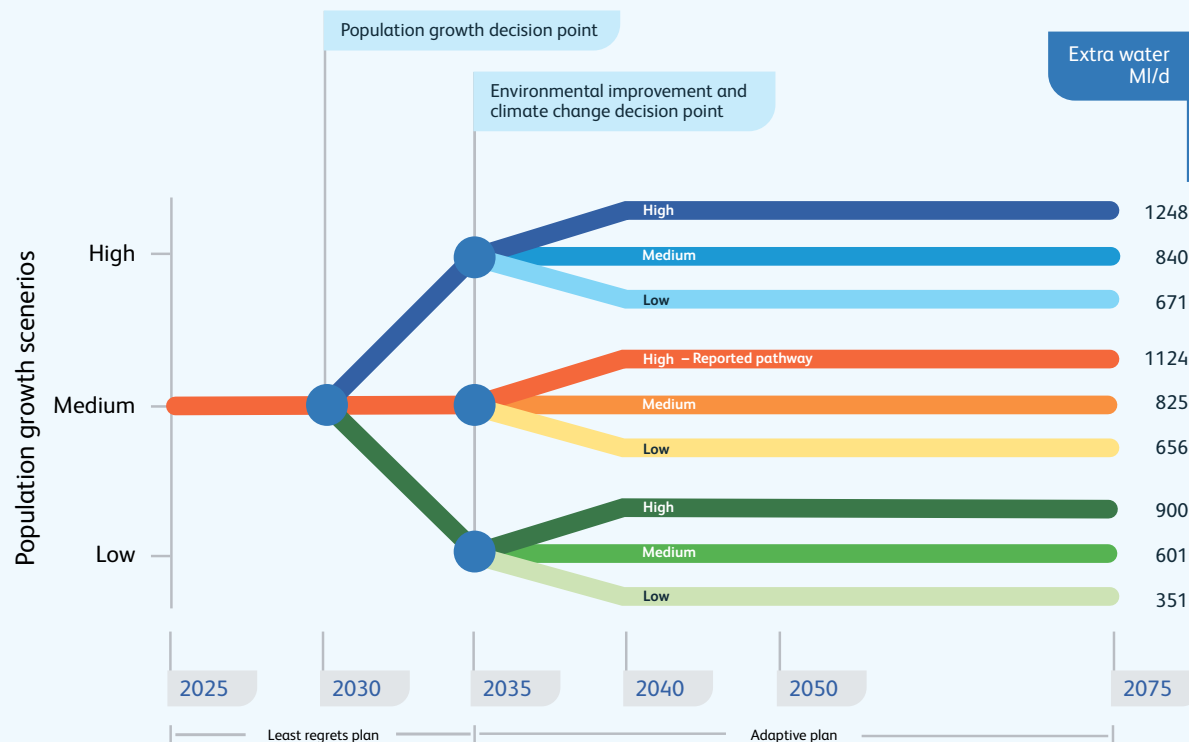 Population growth decision point
Environmental improvement and
climate change decision point
Extra water
Ml/d
Population growth scenerios
High
Medium
Low
High
1248
Medium
840
Low
671
High – Reported pathway
1124
Medium
825
Low
656
High
900
Medium
601
Low
351
2025
2030
2035
2040
2050
2075
Least regrets plan
Adaptive plan